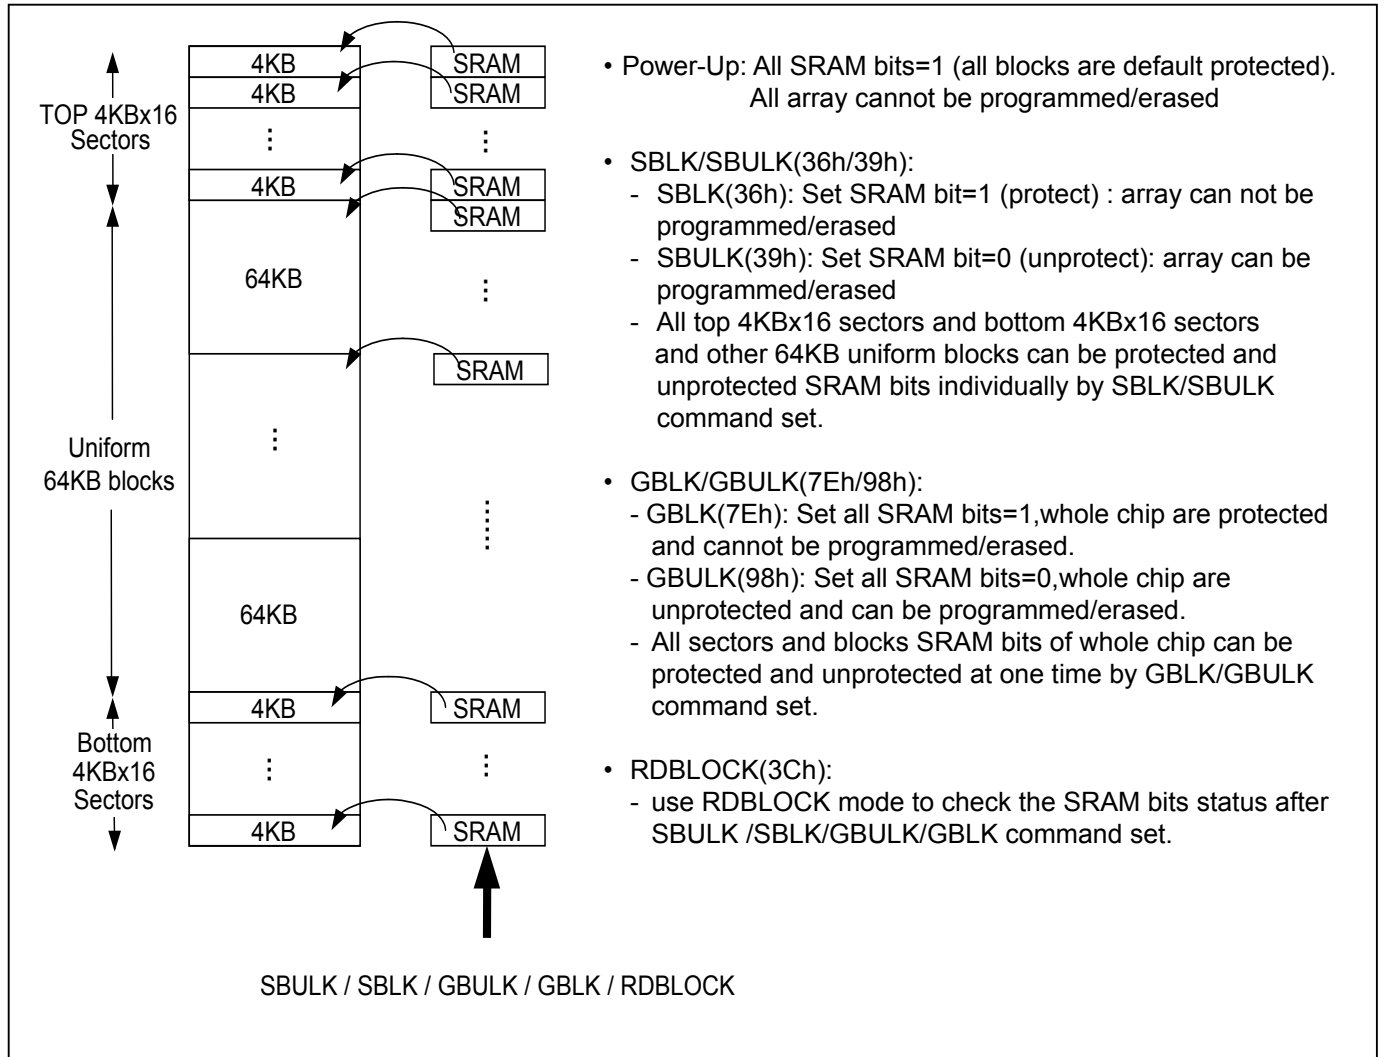 4KB
4KB
⋮
4KB
64KB
⋮
64KB
4KB
⋮
4KB
TOP 4KBx16
Sectors
Uniform
64KB blocks
Bottom
4KBx16
Sectors
SRAM
SRAM
⋮
SRAM
SRAM
⋮
SRAM
SRAM
⋮
SRAM
SBULK / SBLK / GBULK / GBLK / RDBLOCK
• Power-Up: All SRAM bits=1 (all blocks are default protected).
All array cannot be programmed/erased
• SBLK/SBULK(36h/39h):
- SBLK(36h): Set SRAM bit=1 (protect) : array can not be
programmed/erased
- SBULK(39h): Set SRAM bit=0 (unprotect): array can be
programmed/erased
- All top 4KBx16 sectors and bottom 4KBx16 sectors
and other 64KB uniform blocks can be protected and
unprotected SRAM bits individually by SBLK/SBULK
command set.
• GBLK/GBULK(7Eh/98h):
- GBLK(7Eh): Set all SRAM bits=1,whole chip are protected
and cannot be programmed/erased.
- GBULK(98h): Set all SRAM bits=0,whole chip are
unprotected and can be programmed/erased.
- All sectors and blocks SRAM bits of whole chip can be
protected and unprotected at one time by GBLK/GBULK
command set.
• RDBLOCK(3Ch):
- use RDBLOCK mode to check the SRAM bits status after
SBULK /SBLK/GBULK/GBLK command set.